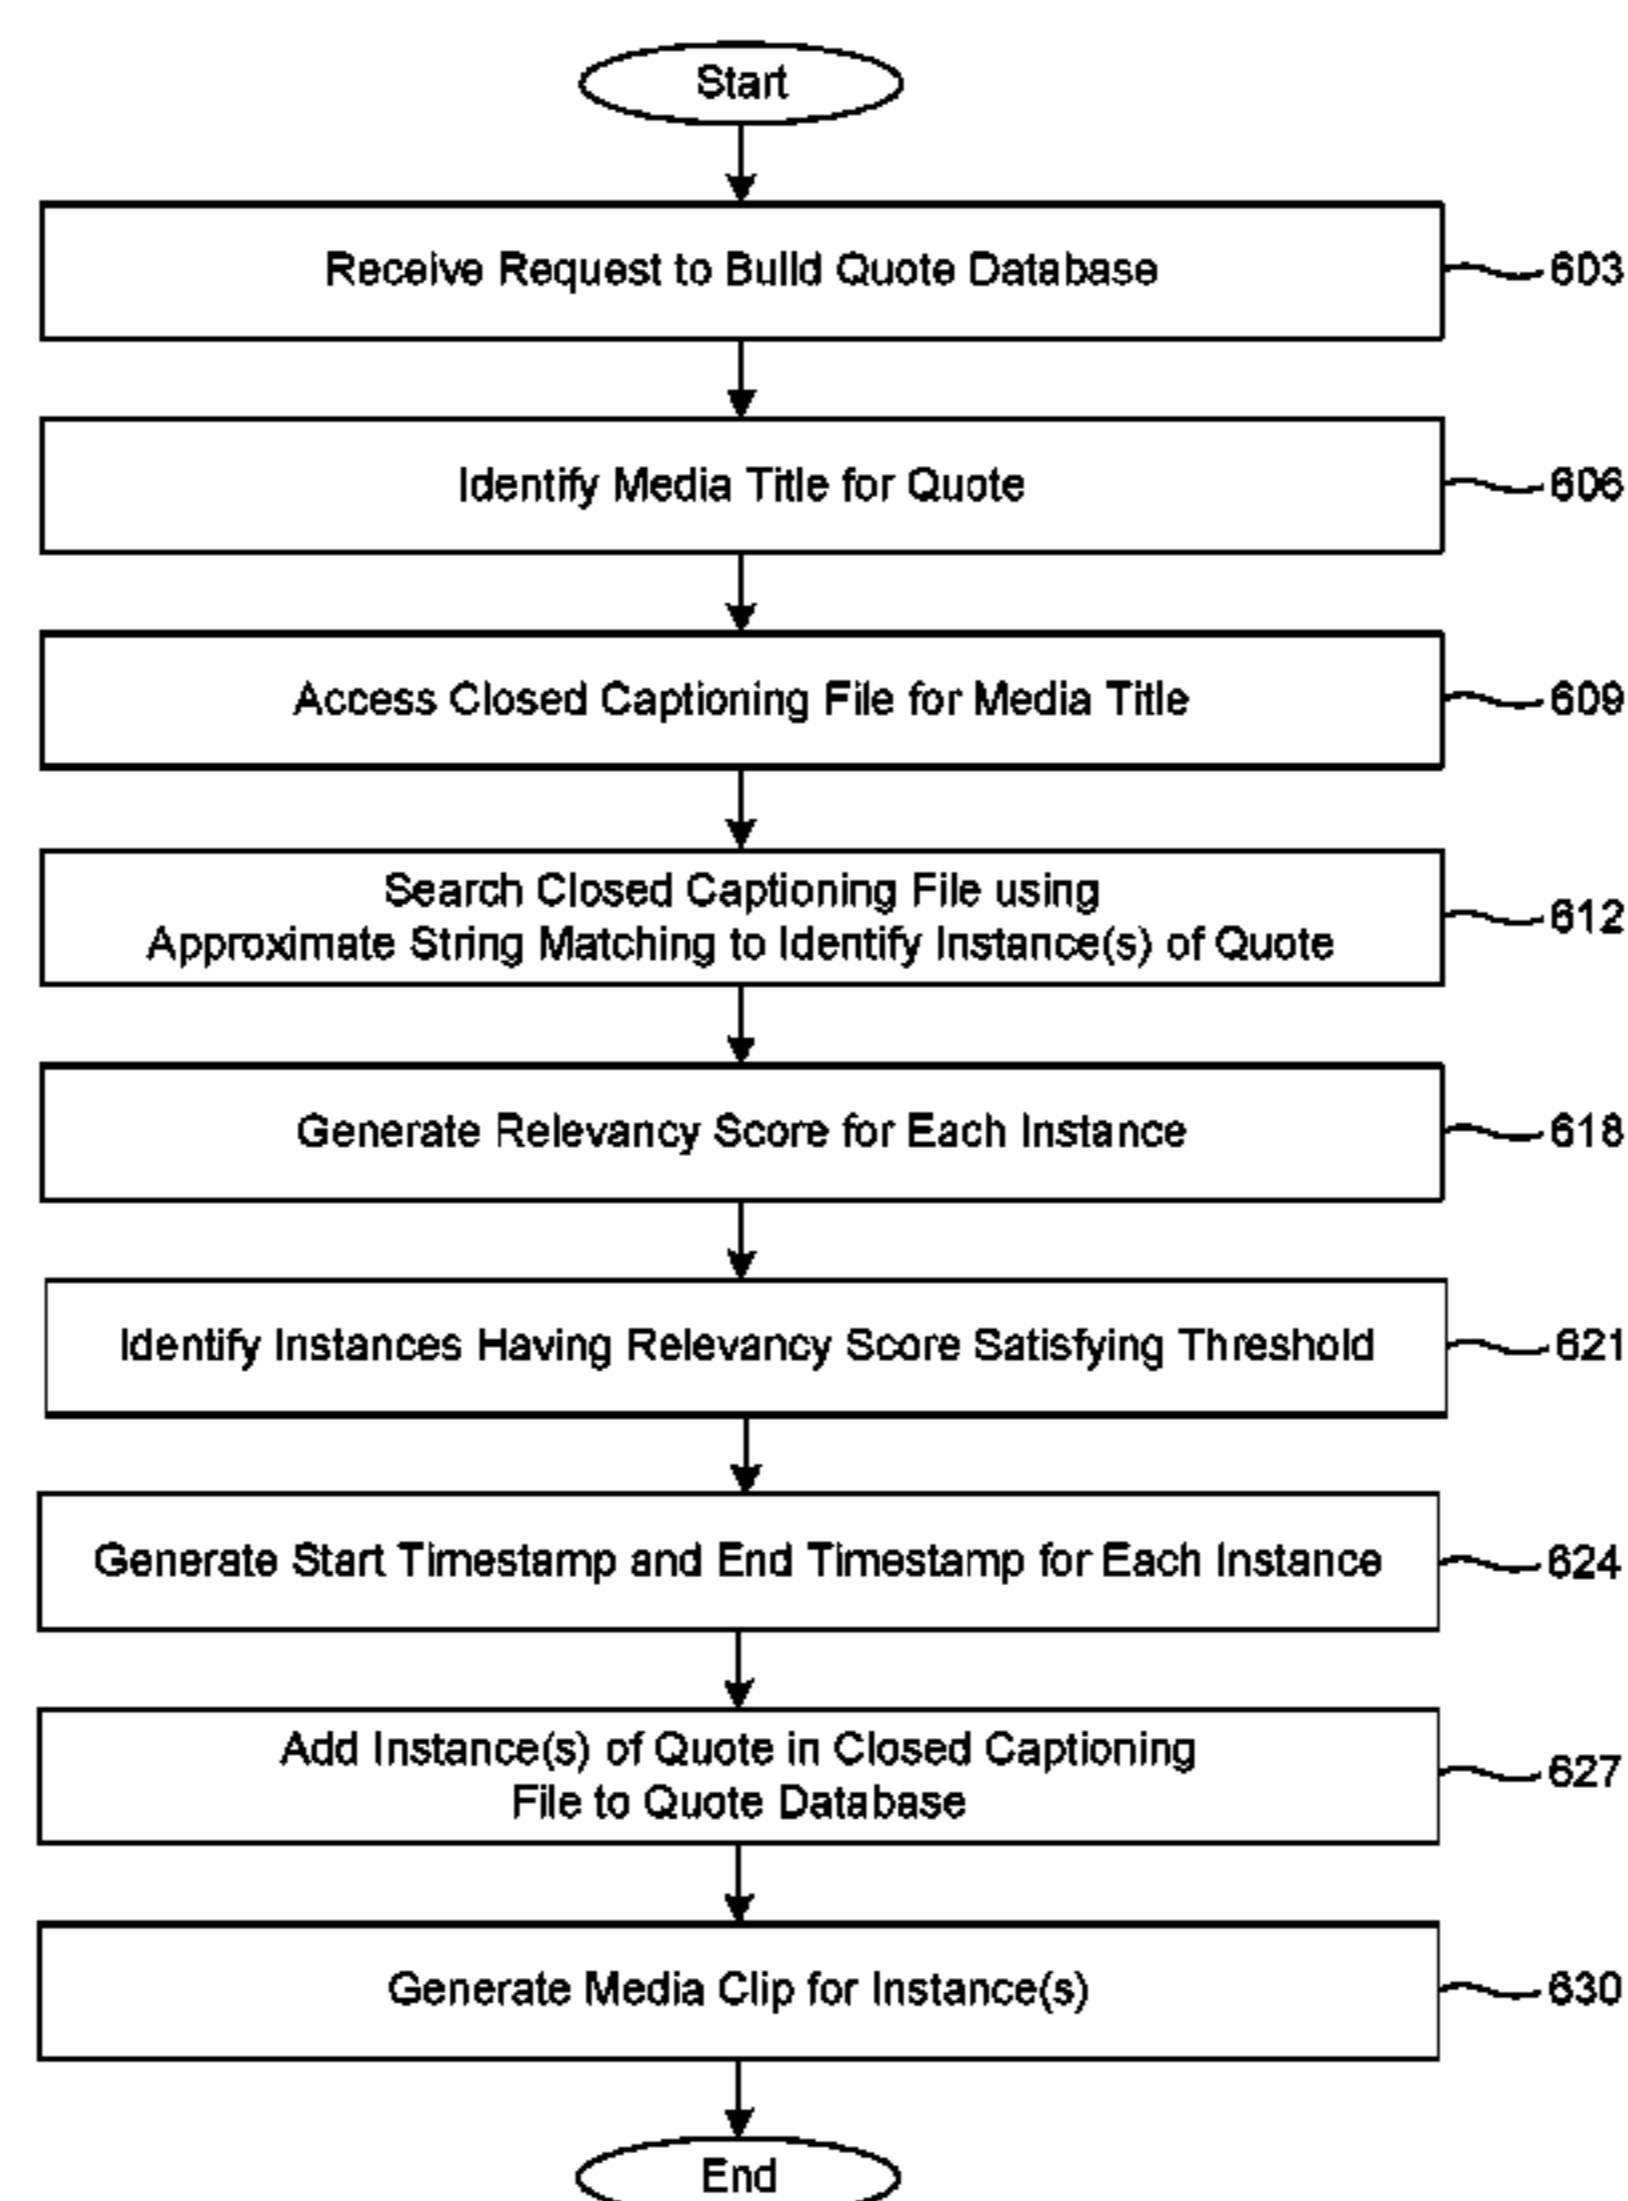 Start
Receive Request to Build Quote Database
603
Identify Media Title for Quote
606
Access Closed Captioning File for Media Title
609
Search Closed Captioning File using
Approximate String Matching to Identify Instance(s) of Quote
612
Generate Relevancy Score for Each Instance
618
Identify Instances Having Relevancy Score Satisfying Threshold
621
Generate Start Timestamp and End Timestamp for Each Instance
624
Add Instance(s) of Quote in Closed Captioning
File to Quote Database
627
Generate Media Clip for Instance(s)
630
End